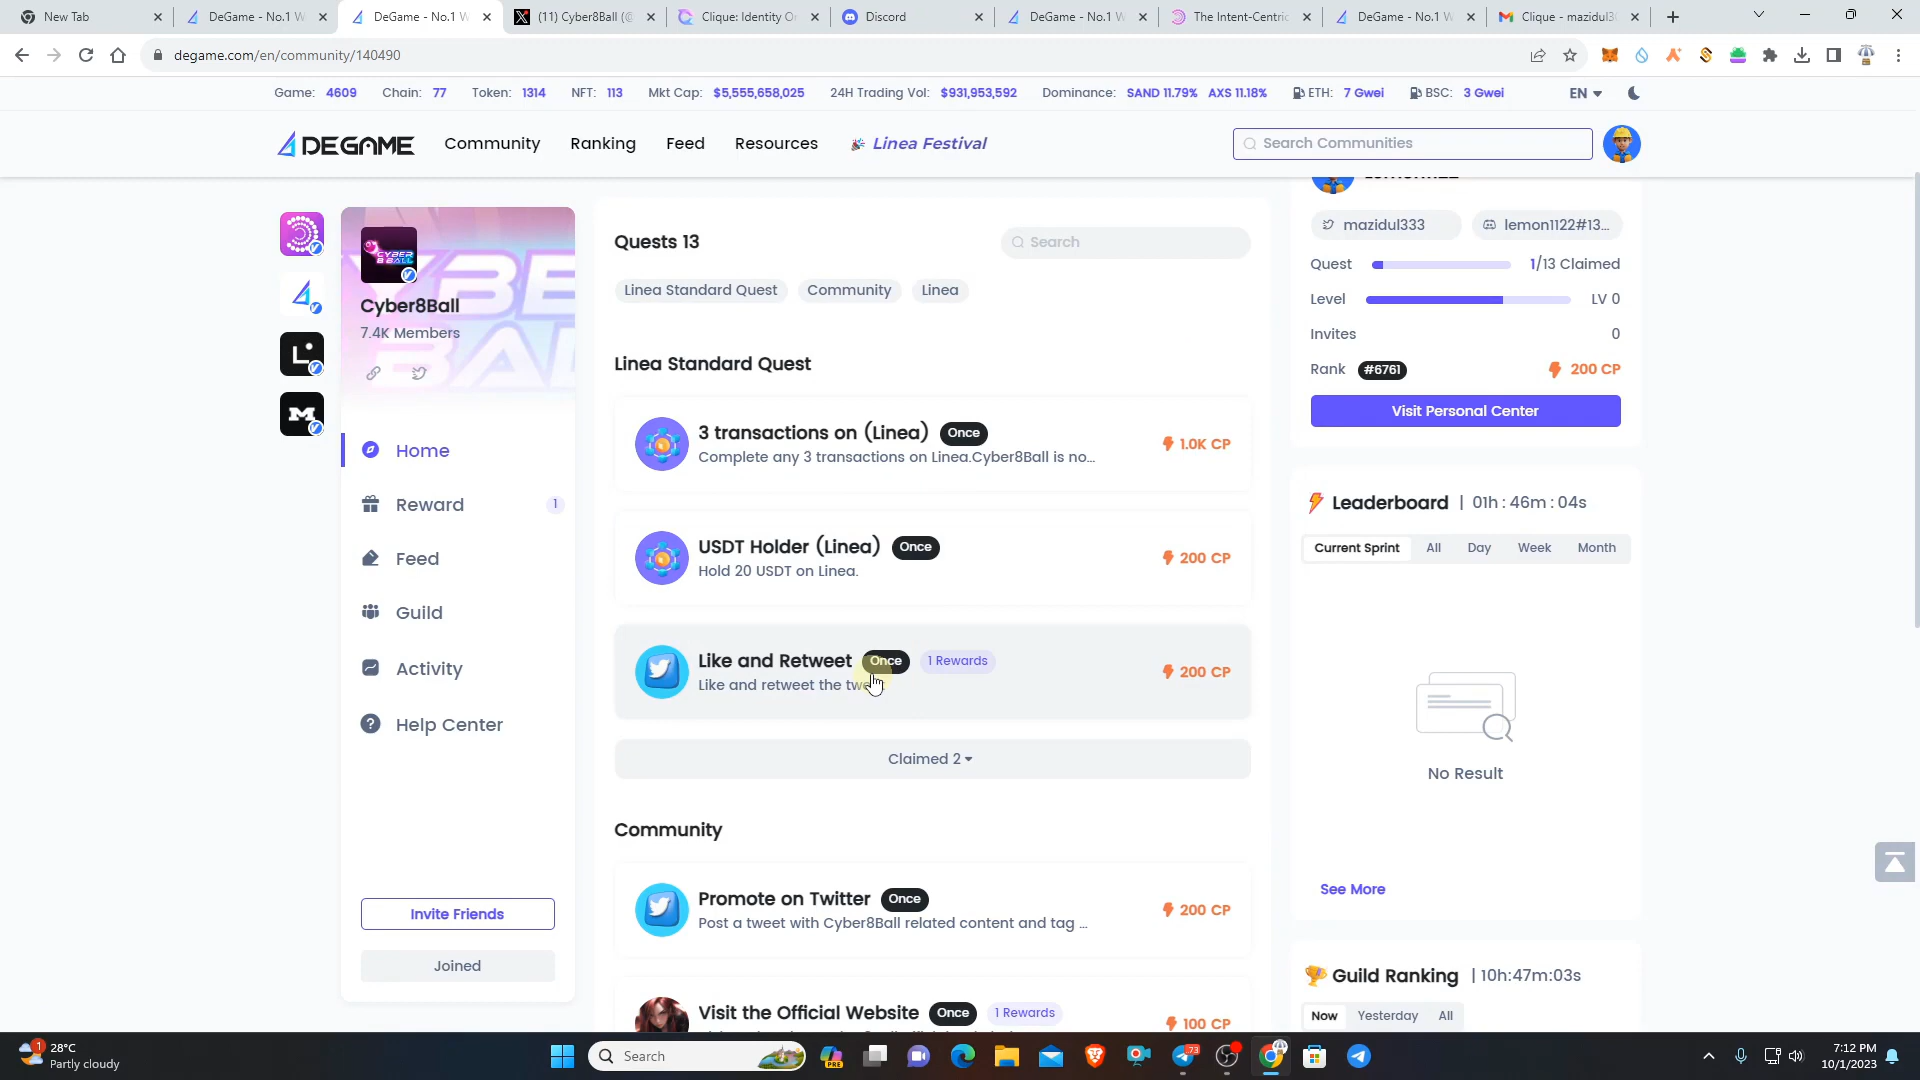 New Tab
DeGame - No.1 W
DeGame - No.1 W
(11) Cyber8Ball (@
Clique: Identity O
Discord
DeGame - No.1 W
The Intent-Centric
DeGame - No.1 W
Clique - mazidul3
degame.com/en/community/140490
Game: 4609 Chain: 77 Token: 1314 NFT: 113 Mkt Cap: $5,555,658,025 24H Trading Vol: $931,953,592 Dominance: SAND 11.79% AXS 11.18% ETH: 7 Gwei BSC: 3 Gwei EN
DEGAME Community Ranking Feed Resources Linea Festival Search Communities
CYBER
8 BALL
Cyber8Ball
7.4K Members
Home
Reward 1
Feed
Guild
Activity
Help Center
Invite Friends
Joined
Quests 13
Search
Linea Standard Quest Community Linea
Linea Standard Quest
3 transactions on (Linea) Once
Complete any 3 transactions on Linea.Cyber8Ball is no...
1.0K CP
USDT Holder (Linea) Once
Hold 20 USDT on Linea.
200 CP
Like and Retweet Once 1 Rewards
Like and retweet the
200 CP
Claimed 2
Community
Promote on Twitter Once
Post a tweet with Cyber8Ball related content and tag ...
200 CP
Visit the Official Website Once 1 Rewards
100 CP
mazidul333 lemon1122#13...
Quest 1/13 Claimed
Level LV 0
Invites 0
Rank #6761 200 CP
Visit Personal Center
Leaderboard | 01h : 46m : 04s
Current Sprint All Day Week Month
No Result
See More
Guild Ranking | 10h:47m:03s
Now Yesterday All
1
28°C
Partly cloudy
Search
PRE
73
7:12 PM
10/1/2023